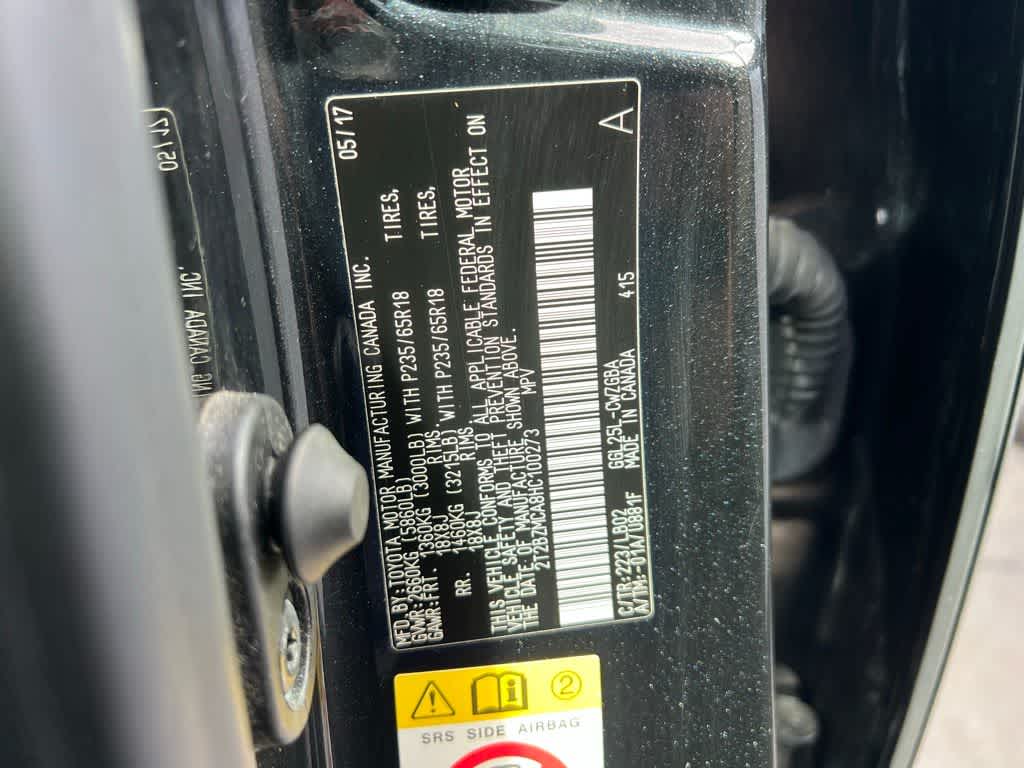 MFD. BY: TOYOTA MOTOR MANUFACTURING CANADA INC. 05/17
GVWR: 2660KG (5860LB)
GAWR: FRT. 1360KG (3000LB) WITH P235/65R18 TIRES,
18X8J RIMS.
RR. 1460KG (3215LB) WITH P235/65R18 TIRES,
18X8J RIMS.
THIS VEHICLE CONFORMS TO ALL APPLICABLE FEDERAL MOTOR
VEHICLE SAFETY AND THEFT PREVENTION STANDARDS IN EFFECT ON
THE DATE OF MANUFACTURE SHOWN ABOVE.
2T2BZMCA8HC100273 MPV
C/TR: 223/ LB02 GGL25L-CWZGBA 415
A/TM: -01A/U881F MADE IN CANADA A
SRS SIDE AIRBAG
2